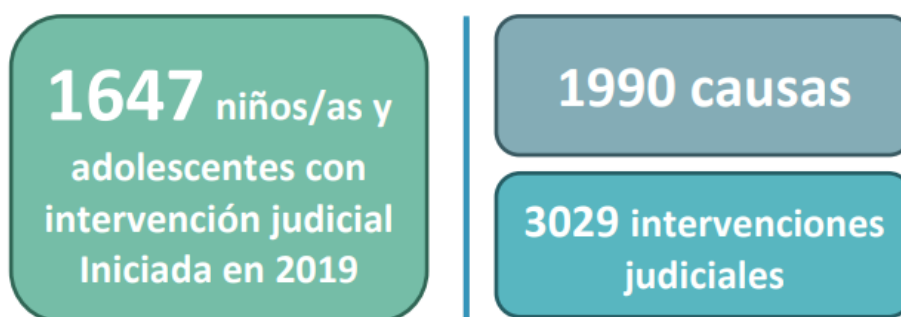 1647 niños/as y
adolescentes con
intervención judicial
Iniciada en 2019
1990 causas
3029 intervenciones
judiciales